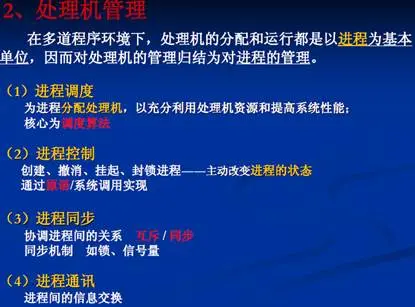 2、处理机管理
在多道程序环境下，处理机的分配和运行都是以进程为基本
单位，因而对处理机的管理归结为对进程的管理。
（1）进程调度
为进程分配处理机，以充分利用处理机资源和提高系统性能；
核心为调度算法
（2）进程控制
创建、撤消、挂起、封锁进程——主动改变进程的状态
通过原语/系统调用实现
（3）进程同步
协调进程间的关系 互斥 / 同步
同步机制 如锁、信号量
（4）进程通讯
进程间的信息交换